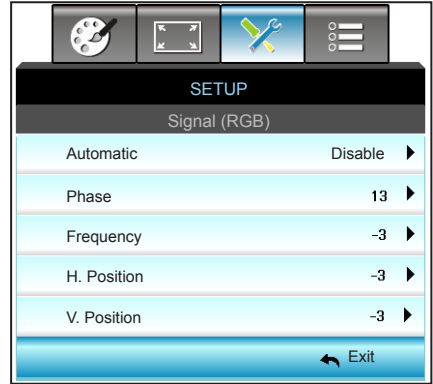 SETUP
Signal (RGB)
Automatic Disable
Phase 13
Frequency -3
H. Position -3
V. Position -3
Exit